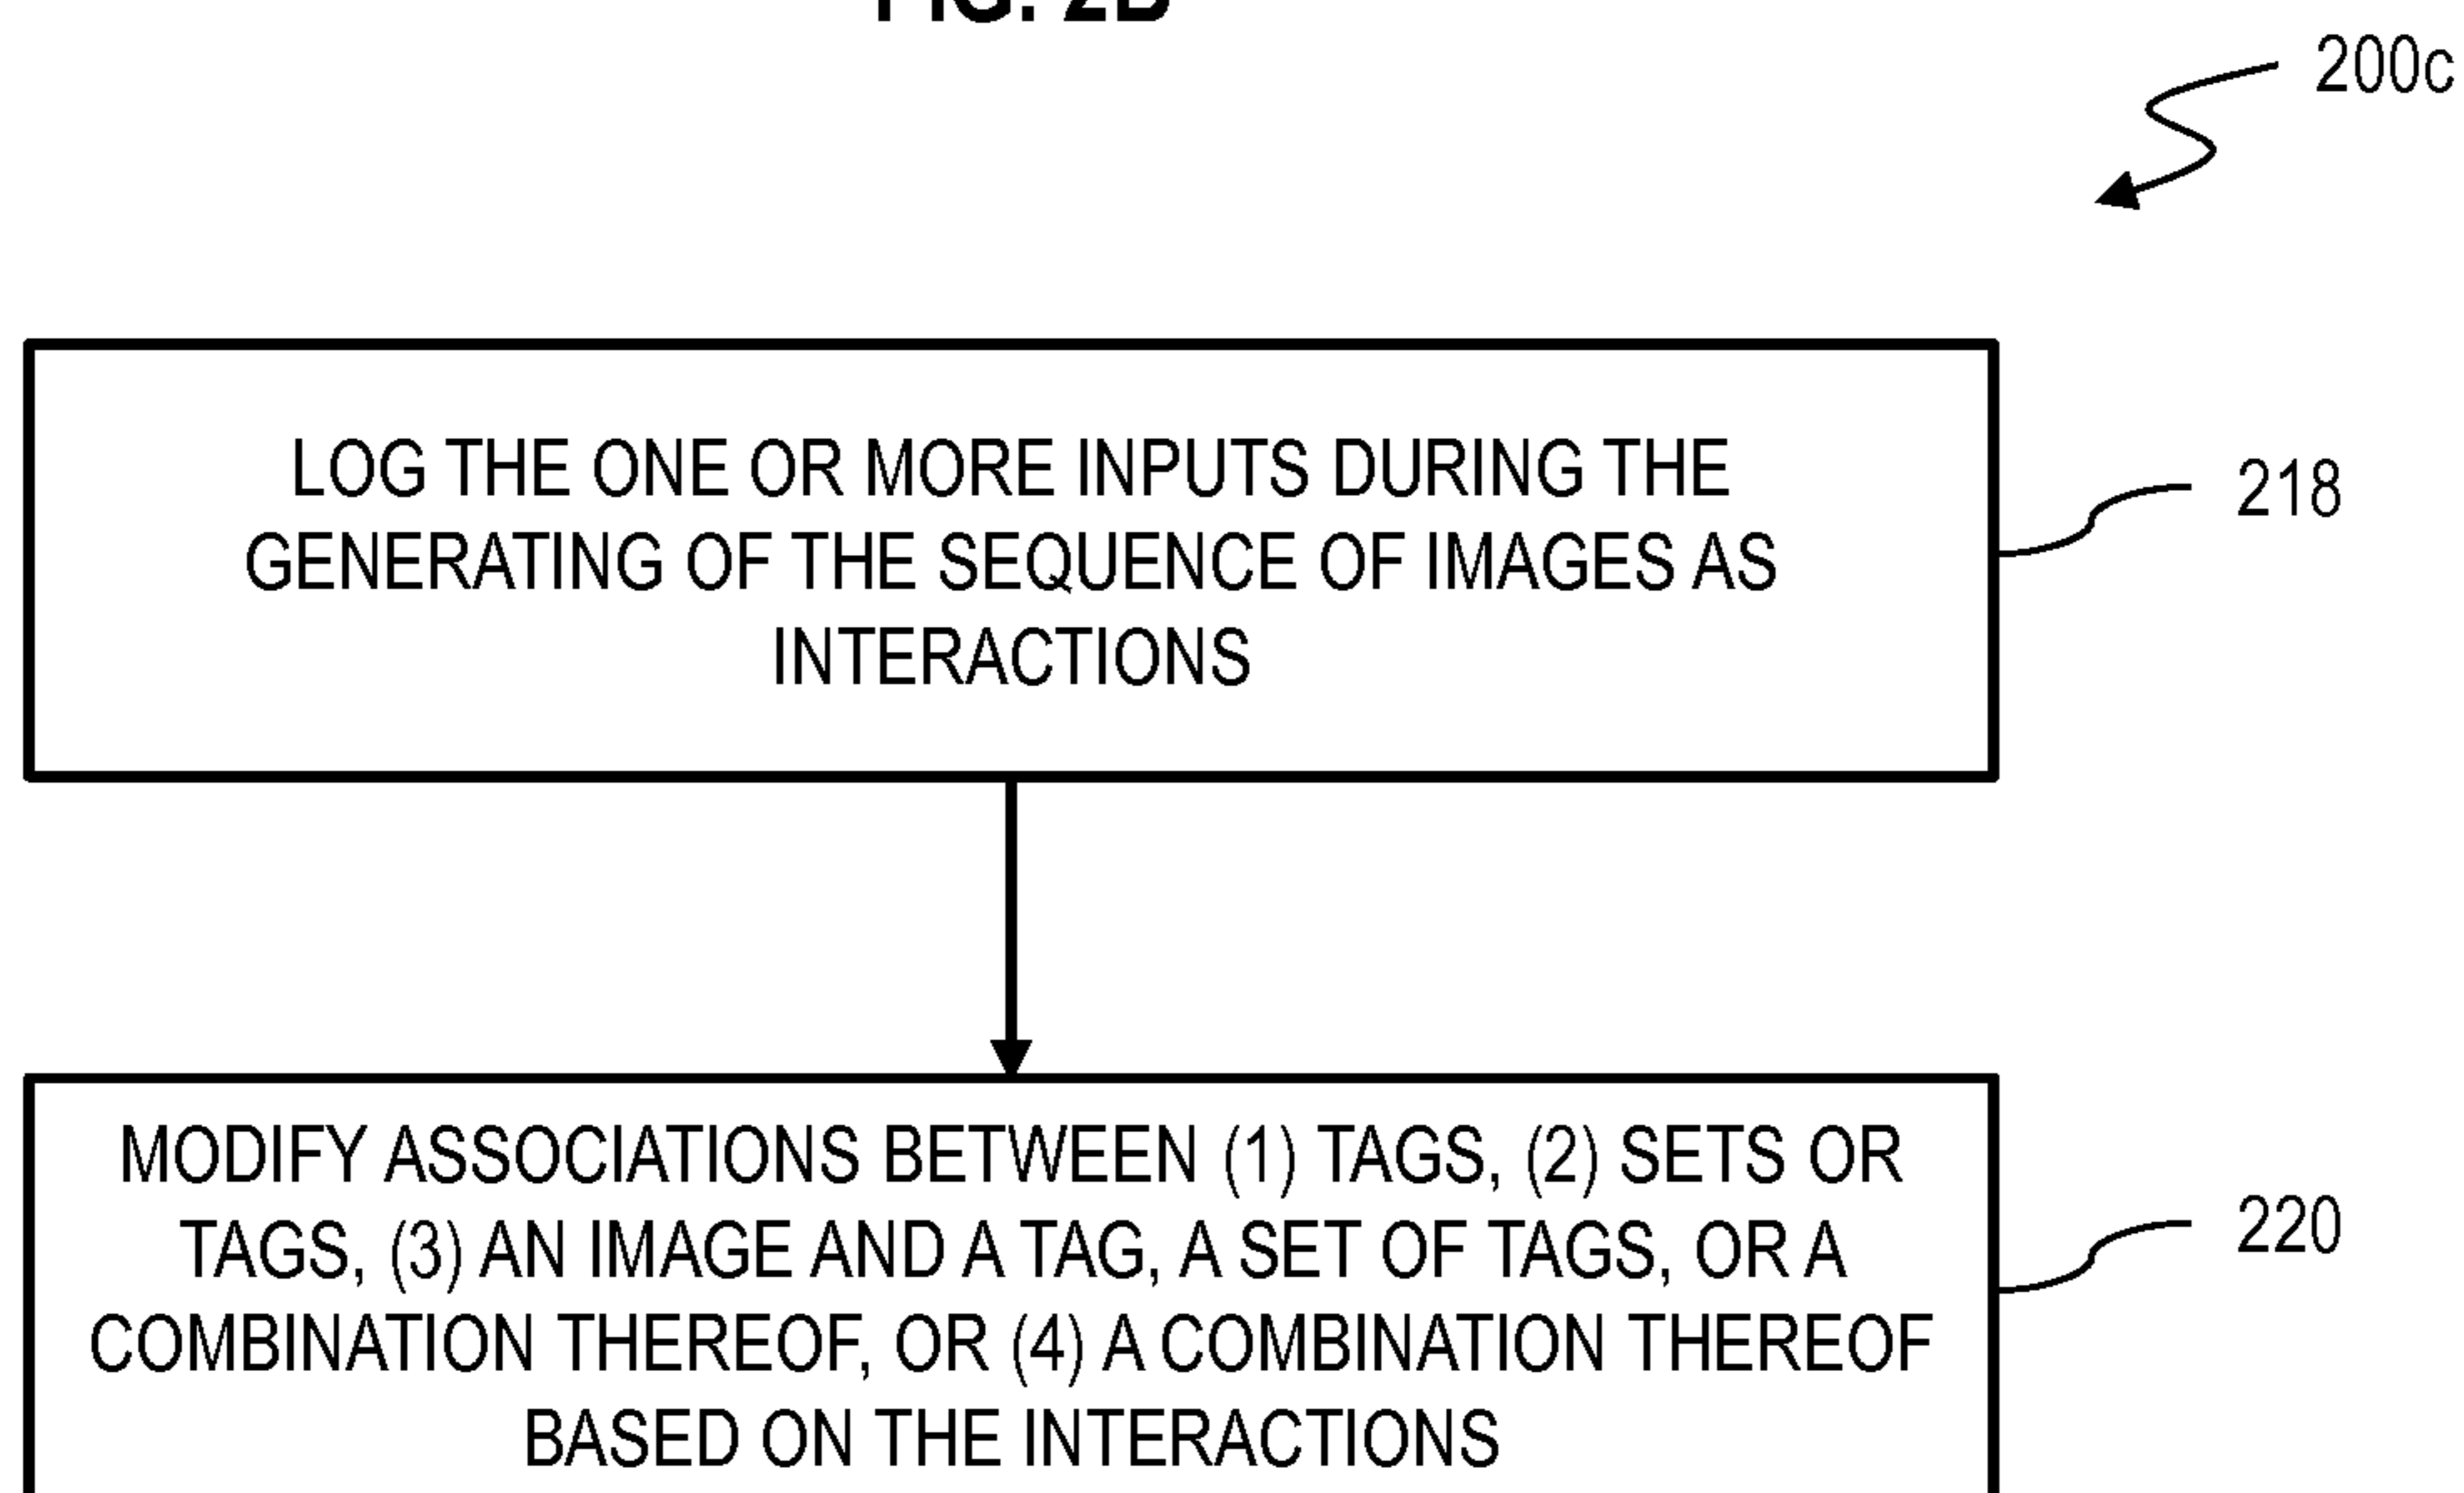 FIG. 2B
200c
LOG THE ONE OR MORE INPUTS DURING THE
GENERATING OF THE SEQUENCE OF IMAGES AS
INTERACTIONS
218
MODIFY ASSOCIATIONS BETWEEN (1) TAGS, (2) SETS OR
TAGS, (3) AN IMAGE AND A TAG, A SET OF TAGS, OR A
COMBINATION THEREOF, OR (4) A COMBINATION THEREOF
BASED ON THE INTERACTIONS
220